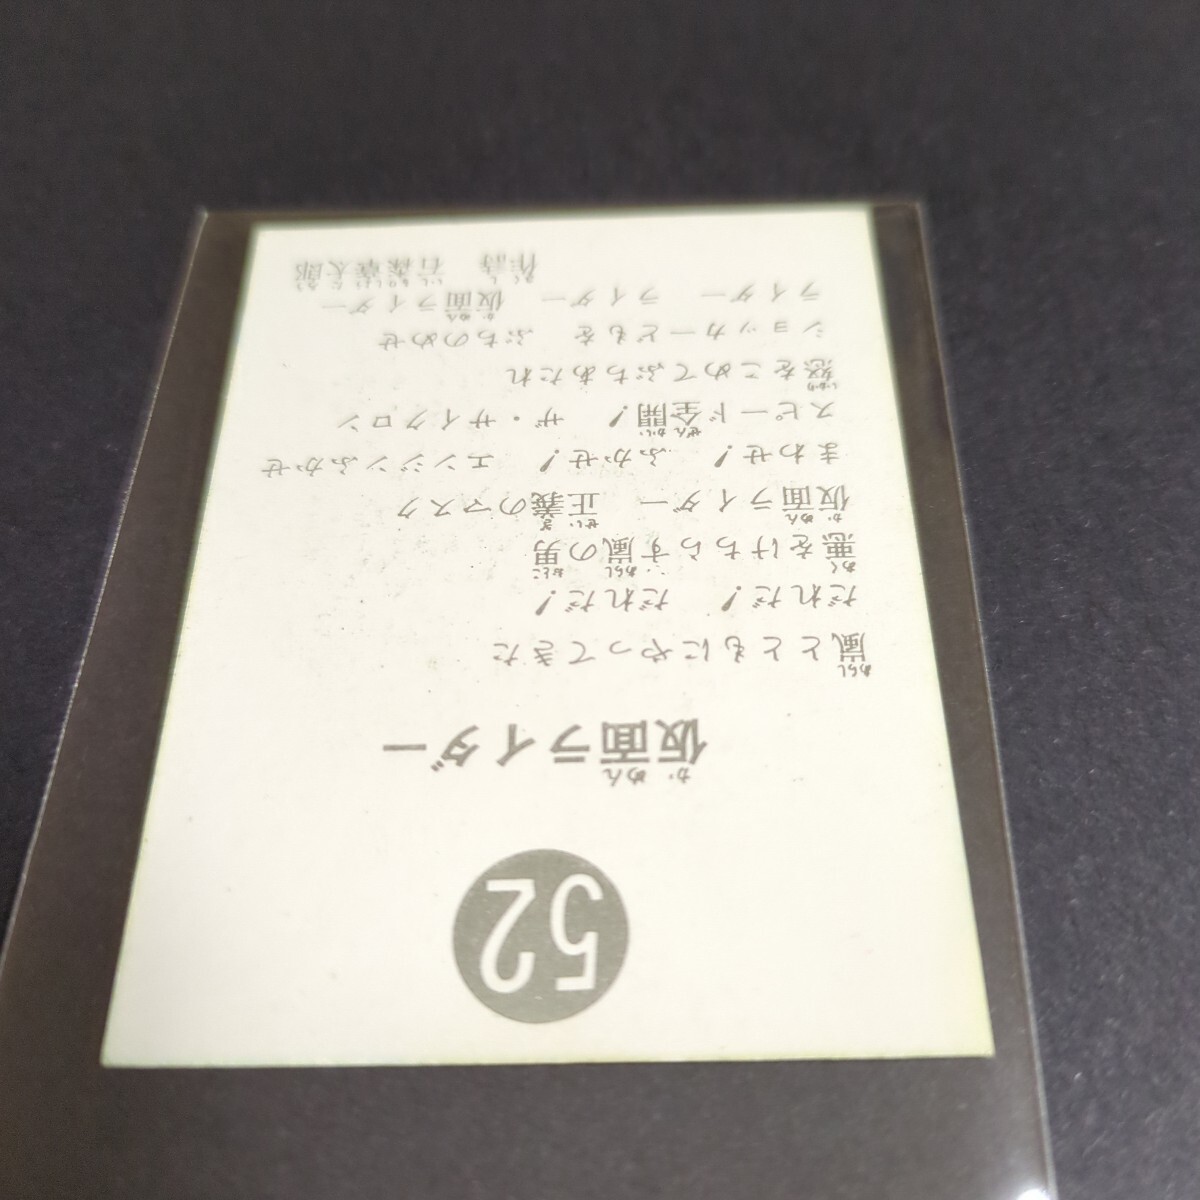 52
仮面ライダー
嵐とともにやってきた
だれだ! だれだ!
悪をけちらす嵐の男
仮面ライダー 正義のマスク
まわせ! ふかせ! エンジンふかせ
スピード全開! ザ・サイクロン
怒をこめてぶちあたれ
ショッカーどもを ぶちのめせ
ライダー ライダー 仮面ライダー
作詩 石森章太郎